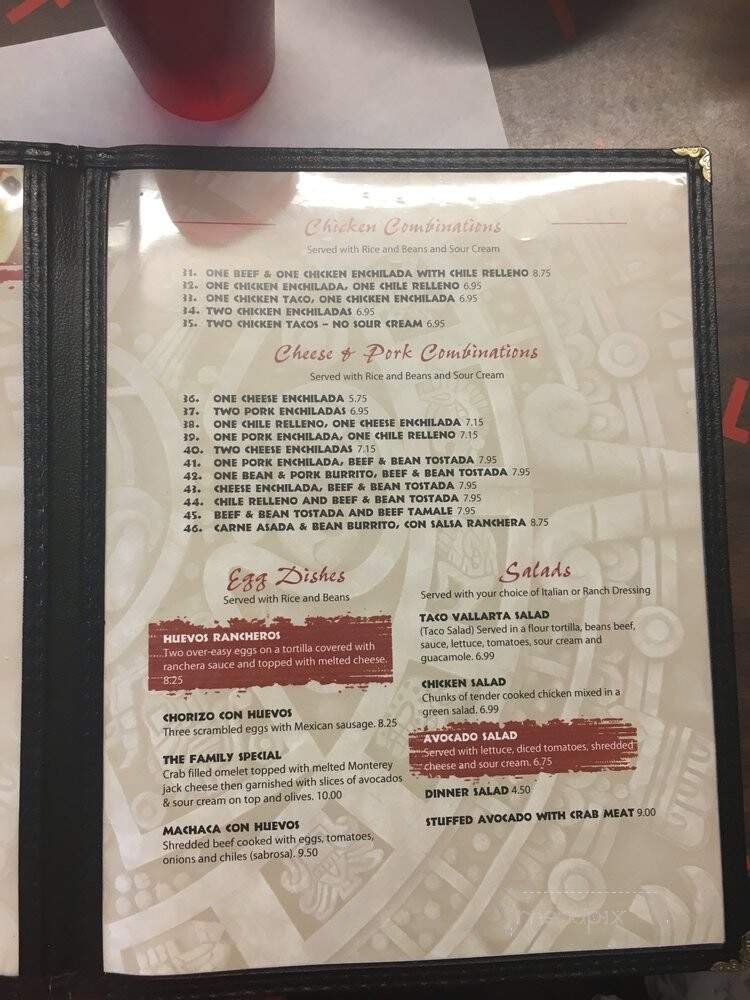 Chicken Combinations
Served with Rice and Beans and Sour Cream
31. ONE BEEF & ONE CHICKEN ENCHILADA WITH CHILE RELLENO 8.75
32. ONE CHICKEN ENCHILADA, ONE CHILE RELLENO 6.95
33. ONE CHICKEN TACO, ONE CHICKEN ENCHILADA 6.95
34. TWO CHICKEN ENCHILADAS 6.95
35. TWO CHICKEN TACOS – NO SOUR CREAM 6.95
Cheese & Pork Combinations
Served with Rice and Beans and Sour Cream
36. ONE CHEESE ENCHILADA 5.75
37. TWO PORK ENCHILADAS 6.95
38. ONE CHILE RELLENO, ONE CHEESE ENCHILADA 7.15
39. ONE PORK ENCHILADA, ONE CHILE RELLENO 7.15
40. TWO CHEESE ENCHILADAS 7.15
41. ONE PORK ENCHILADA, BEEF & BEAN TOSTADA 7.95
42. ONE BEAN & PORK BURRITO, BEEF & BEAN TOSTADA 7.95
43. CHEESE ENCHILADA, BEEF & BEAN TOSTADA 7.95
44. CHILE RELLENO AND BEEF & BEAN TOSTADA 7.95
45. BEEF & BEAN TOSTADA AND BEEF TAMALE 7.95
46. CARNE ASADA & BEAN BURRITO, CON SALSA RANCHERA 8.75
Egg Dishes
Served with Rice and Beans
HUEVOS RANCHEROS
Two over-easy eggs on a tortilla covered with
ranchera sauce and topped with melted cheese.
8.25
CHORIZO CON HUEVOS
Three scrambled eggs with Mexican sausage. 8.25
THE FAMILY SPECIAL
Crab filled omelet topped with melted Monterey
jack cheese then garnished with slices of avocados
& sour cream on top and olives. 10.00
MACHACA CON HUEVOS
Shredded beef cooked with eggs, tomatoes,
onions and chiles (sabrosa). 9.50
Salads
Served with your choice of Italian or Ranch Dressing
TACO VALLARTA SALAD
(Taco Salad) Served in a flour tortilla, beans beef,
sauce, lettuce, tomatoes, sour cream and
guacamole. 6.99
CHICKEN SALAD
Chunks of tender cooked chicken mixed in a
green salad. 6.99
AVOCADO SALAD
Served with lettuce, diced tomatoes, shredded
cheese and sour cream. 6.75
DINNER SALAD 4.50
STUFFED AVOCADO WITH CRAB MEAT 9.00